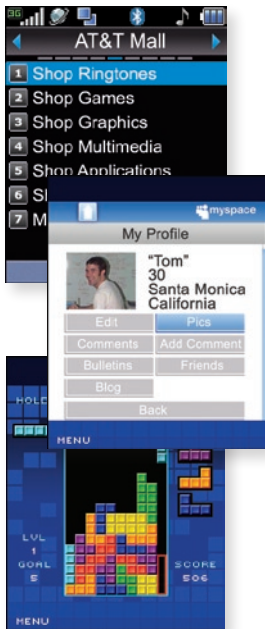 3G
AT&T Mall
1 Shop Ringtones
2 Shop Games
3 Shop Graphics
4 Shop Multimedia
5 Shop Applications
6
7
myspace
My Profile
"Tom"
30
Santa Monica
California
Edit
Pics
Comments
Add Comment
Bulletins
Friends
Blog
Back
MENU
HOLD
LVL
1
GOAL
5
SCORE
506
MENU